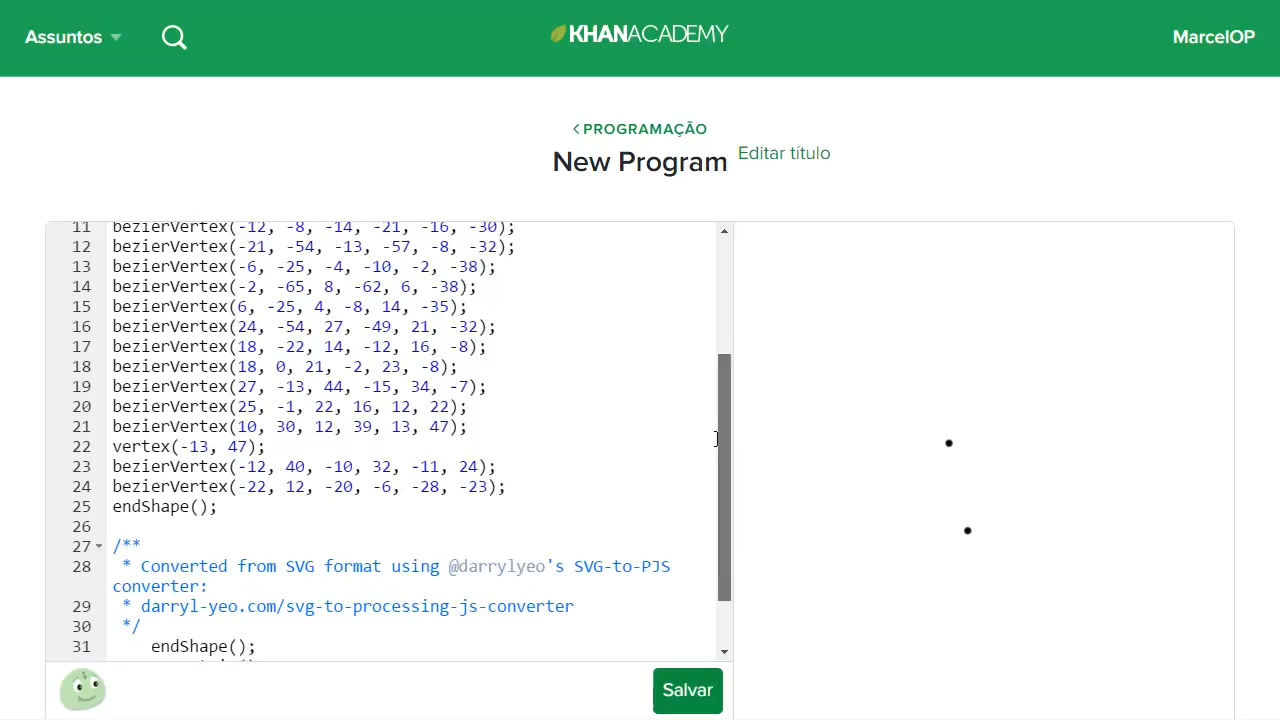 Assuntos
KHANACADEMY
MarcelOP
PROGRAMAÇÃO
New Program
Editar título
11 bezierVertex(-12, -8, -14, -21, -16, -30);
12 bezierVertex(-21, -54, -13, -57, -8, -32);
13 bezierVertex(-6, -25, -4, -10, -2, -38);
14 bezierVertex(-2, -65, 8, -62, 6, -38);
15 bezierVertex(6, -25, 4, -8, 14, -35);
16 bezierVertex(24, -54, 27, -49, 21, -32);
17 bezierVertex(18, -22, 14, -12, 16, -8);
18 bezierVertex(18, 0, 21, -2, 23, -8);
19 bezierVertex(27, -13, 44, -15, 34, -7);
20 bezierVertex(25, -1, 22, 16, 12, 22);
21 bezierVertex(10, 30, 12, 39, 13, 47);
22 vertex(-13, 47);
23 bezierVertex(-12, 40, -10, 32, -11, 24);
24 bezierVertex(-22, 12, -20, -6, -28, -23);
25 endShape();
26
27 /**
28 * Converted from SVG format using @darrylyeo's SVG-to-PJS
converter:
29 * darryl-yeo.com/svg-to-processing-js-converter
30 */
31 endShape();
Salvar